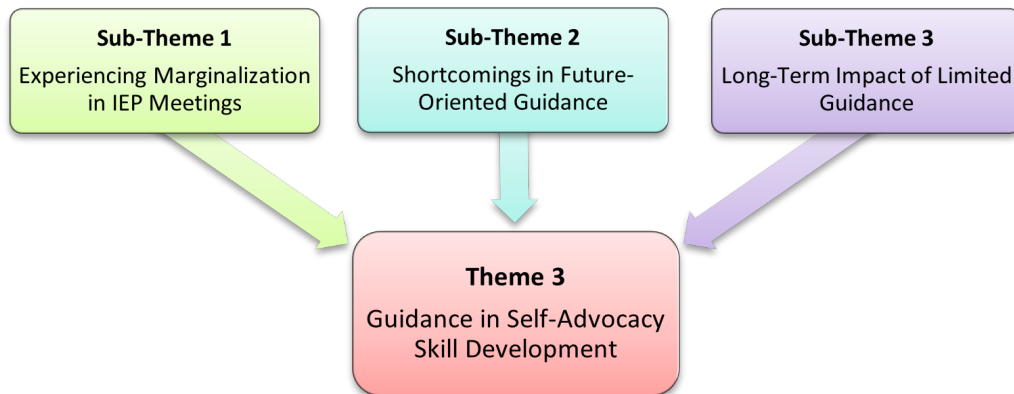 Sub-Theme 1
Experiencing Marginalization
in IEP Meetings
Sub-Theme 2
Shortcomings in Future-
Oriented Guidance
Sub-Theme 3
Long-Term Impact of Limited
Guidance
Theme 3
Guidance in Self-Advocacy
Skill Development